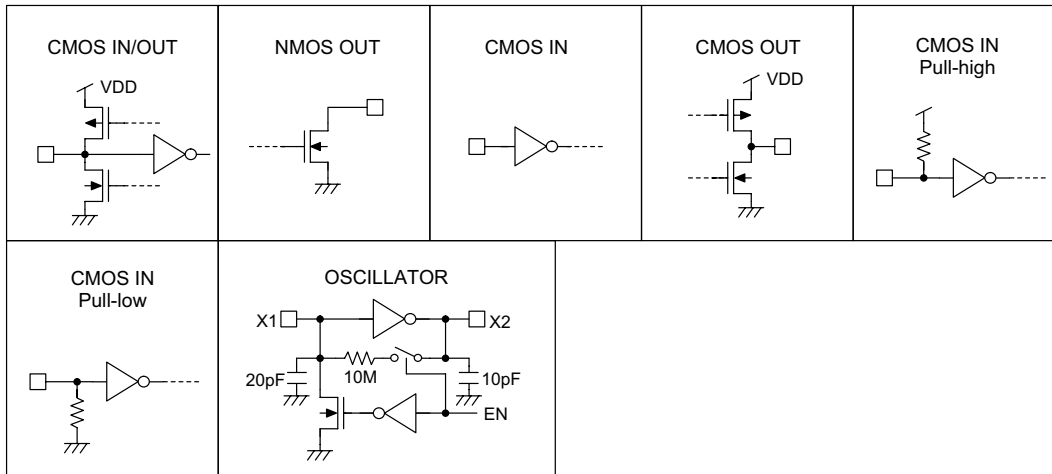 CMOS IN/OUT
VDD
NMOS OUT
CMOS IN
CMOS OUT
VDD
CMOS IN
Pull-high
CMOS IN
Pull-low
OSCILLATOR
X1
X2
20pF
10M
10pF
EN